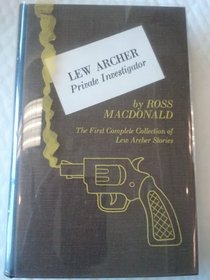 LEW ARCHER
Private Investigator
by ROSS
MACDONALD
The First Complete Collection of
Lew Archer Stories